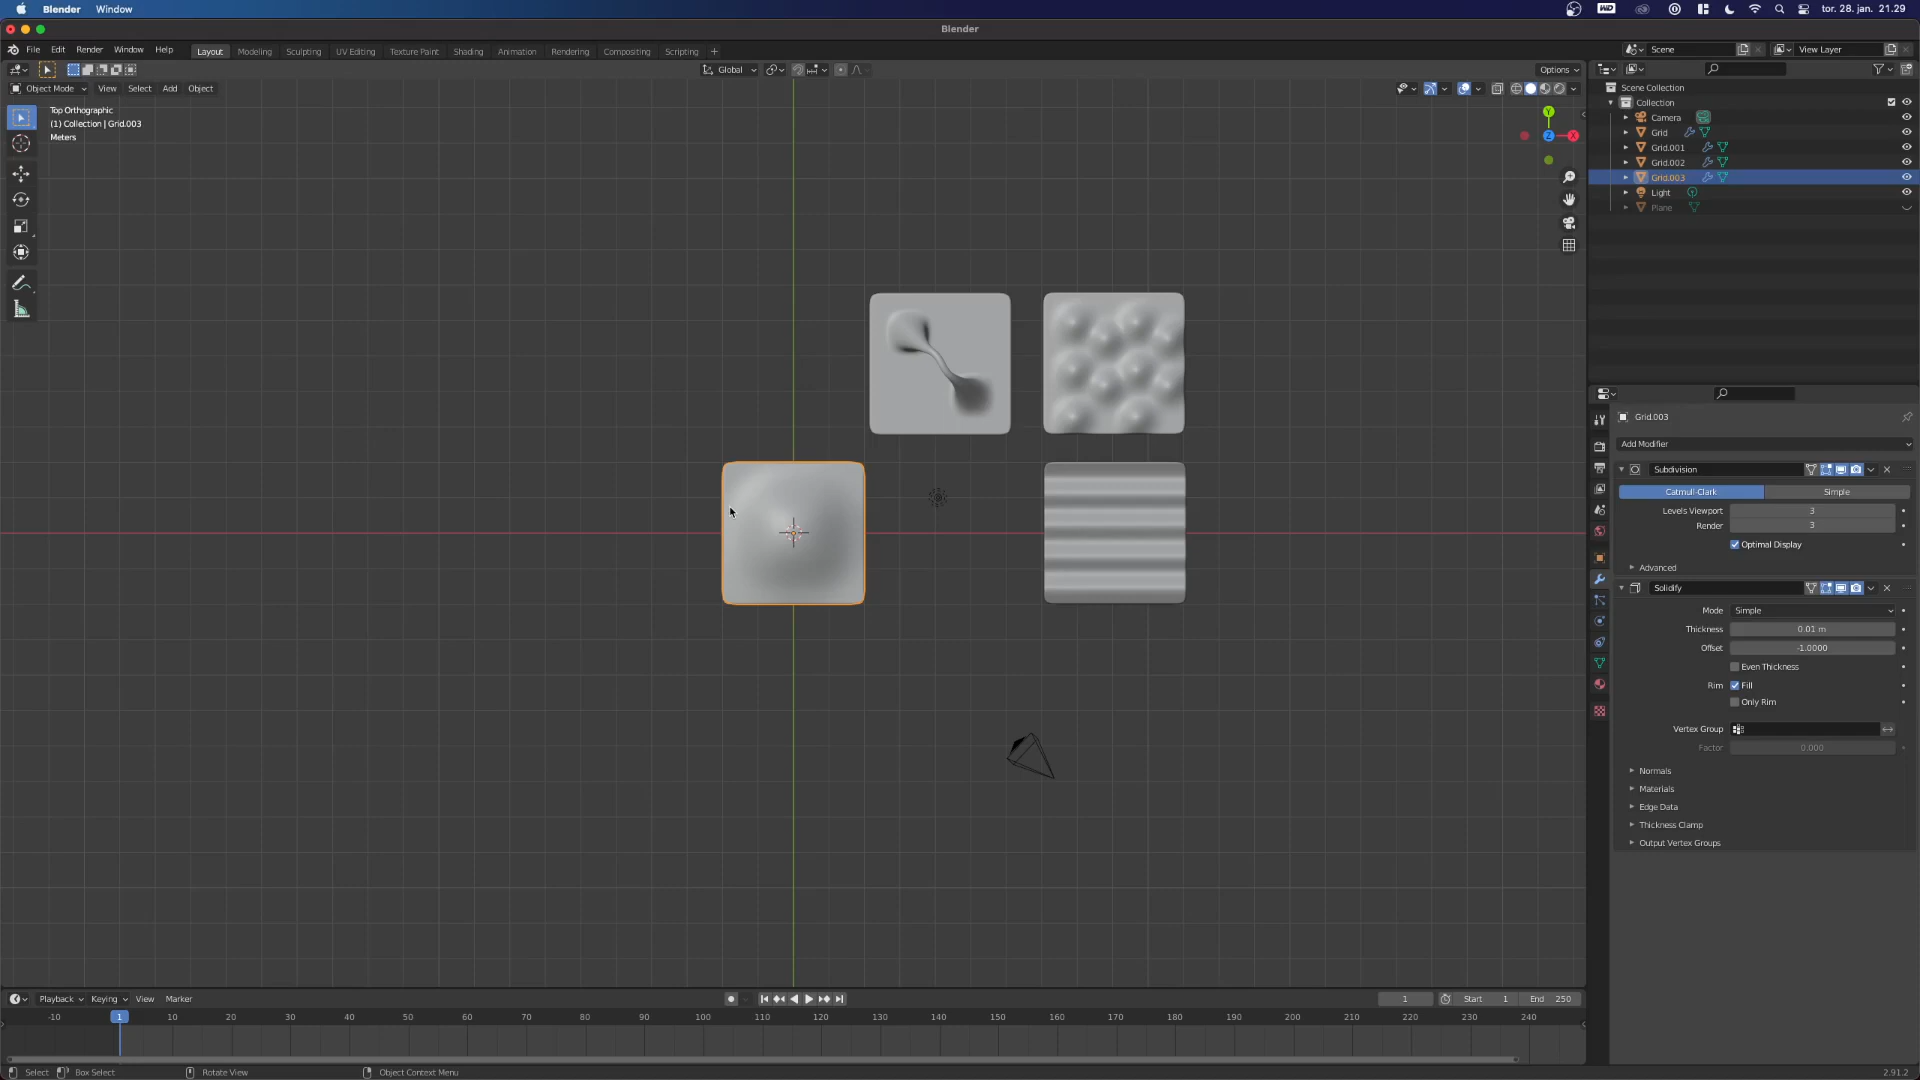 Blender Window tor. 28. jan. 21.29
Blender
File Edit Render Window Help Layout Modeling Sculpting UV Editing Texture Paint Shading Animation Rendering Compositing Scripting + Scene View Layer
Global Options
Object Mode View Select Add Object
Scene Collection
Collection
Camera
Grid
Grid.001
Grid.002
Grid.003
Light
Plane
Top Orthographic
(1) Collection | Grid.003
Meters
Y
Z X
Grid.003
Add Modifier
Subdivision
Catmull-Clark Simple
Levels Viewport 3
Render 3
Optimal Display
Advanced
Solidify
Mode Simple
Thickness 0.01 m
Offset -1.0000
Even Thickness
Rim Fill
Only Rim
Vertex Group
Factor 0.000
Normals
Materials
Edge Data
Thickness Clamp
Output Vertex Groups
Playback Keying View Marker 1 Start 1 End 250
-10 1 10 20 30 40 50 60 70 80 90 100 110 120 130 140 150 160 170 180 190 200 210 220 230 240
Select Box Select Rotate View Object Context Menu 2.91.2